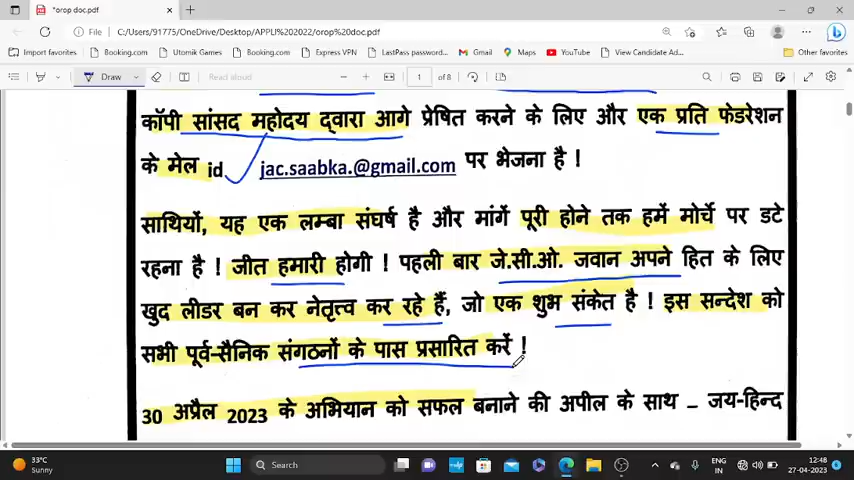 *orop doc.pdf
File
C:/Users/91775/OneDrive/Desktop/APPLI%202022/orop%20doc.pdf
Import favorites
Booking.com
Utomik Games
Booking.com
Express VPN
LastPass password...
Gmail
Maps
YouTube
View Candidate Ad...
Other favorites
Draw
Read aloud
1
of 8
कॉपी सांसद महोदय द्वारा आगे प्रेषित करने के लिए और एक प्रति फेडरेशन
के मेल id jac.saabka.@gmail.com पर भेजना है !
साथियों, यह एक लम्बा संघर्ष है और मांगें पूरी होने तक हमें मोर्चे पर डटे
रहना है ! जीत हमारी होगी ! पहली बार जे.सी.ओ. जवान अपने हित के लिए
खुद लीडर बन कर नेतृत्त्व कर रहे हैं, जो एक शुभ संकेत है ! इस सन्देश को
सभी पूर्व-सैनिक संगठनों के पास प्रसारित करें !
30 अप्रैल 2023 के अभियान को सफल बनाने की अपील के साथ – जय-हिन्द
33°C
Sunny
Search
ENG
IN
12:48
27-04-2023